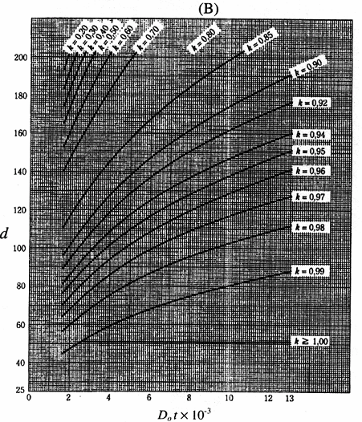 (B)
k = 0,20
k = 0,30
k = 0,40
k = 0,50
k = 0,60
k = 0,70
k = 0,80
k = 0,85
k = 0,90
k = 0,92
k = 0,94
k = 0,95
k = 0,96
k = 0,97
k = 0,98
k = 0,99
k ≥ 1,00
200
180
160
140
120
100
80
60
40
25
d
0 2 4 6 8 10 12 13
Dₒ t × 10⁻³